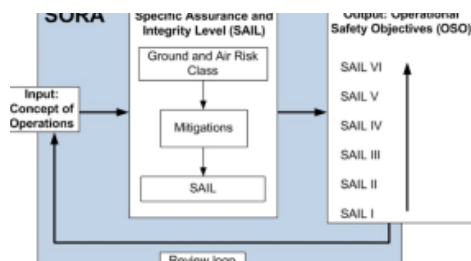 SORA
Specific Assurance and
Integrity Level (SAIL)
Ground and Air Risk
Class
Mitigations
SAIL
Input:
Concept of
Operations
Output: Operational
Safety Objectives (OSO)
SAIL VI
SAIL V
SAIL IV
SAIL III
SAIL II
SAIL I
Review loop